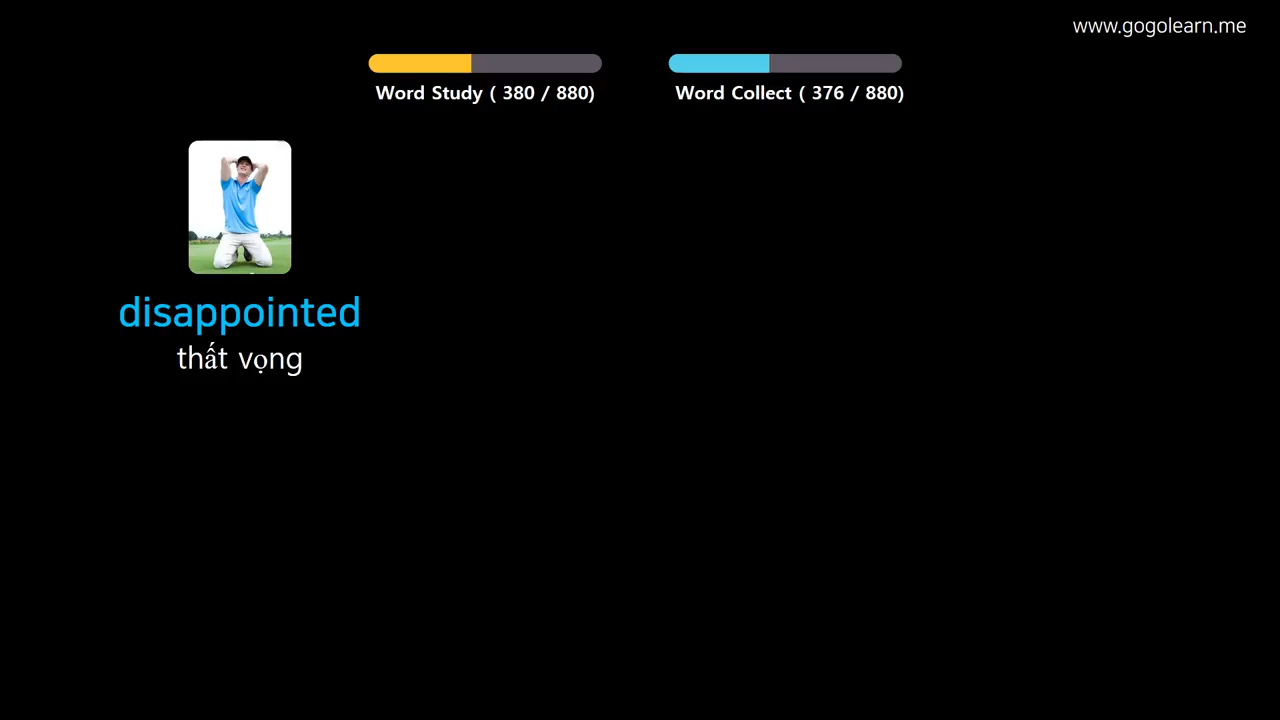 www.gogolearn.me
Word Study ( 380 / 880)
Word Collect ( 376 / 880)
disappointed
thất vọng